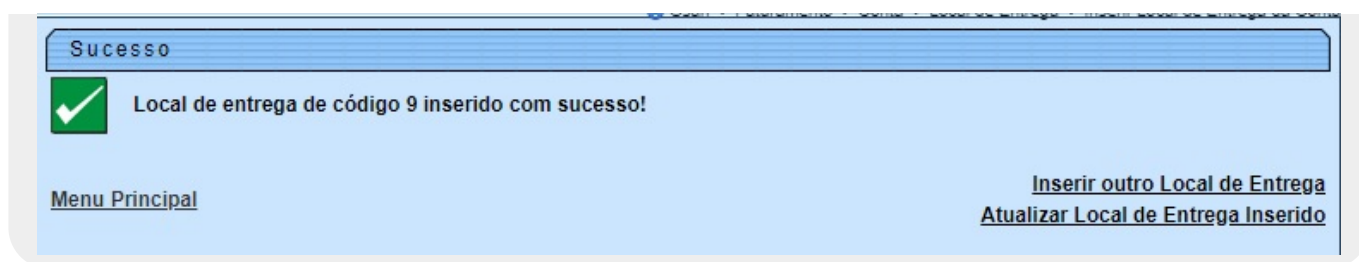 Sucesso
Local de entrega de código 9 inserido com sucesso!
Inserir outro Local de Entrega
Menu Principal
Atualizar Local de Entrega Inserido